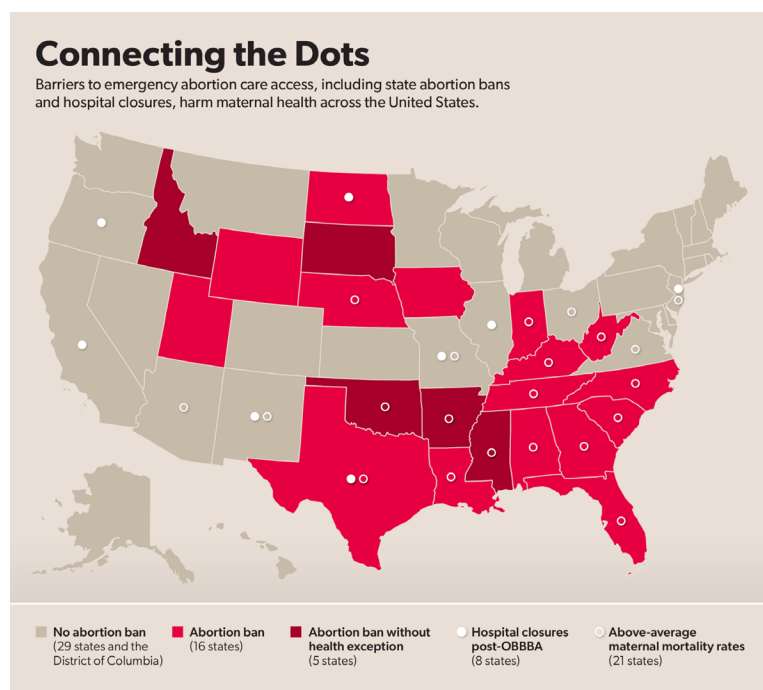 Connecting the Dots
Barriers to emergency abortion care access, including state abortion bans
and hospital closures, harm maternal health across the United States.
No abortion ban
(29 states and the
District of Columbia)
Abortion ban
(16 states)
Abortion ban without
health exception
(5 states)
Hospital closures
post-OBBBA
(8 states)
Above-average
maternal mortality rates
(21 states)